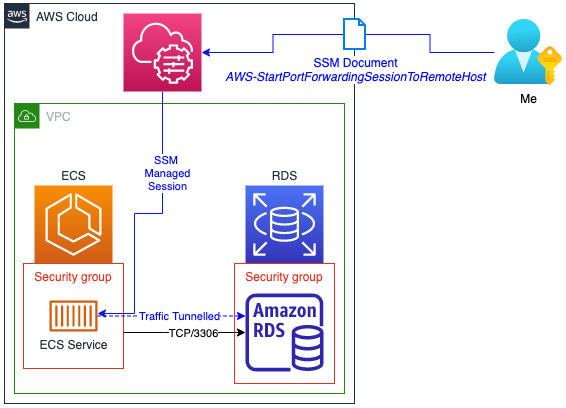 aws
AWS Cloud
SSM Document
AWS-StartPortForwardingSessionToRemoteHost
Me
VPC
SSM
Managed
Session
ECS
RDS
Security group
Security group
Traffic Tunnelled
TCP/3306
ECS Service
Amazon
RDS